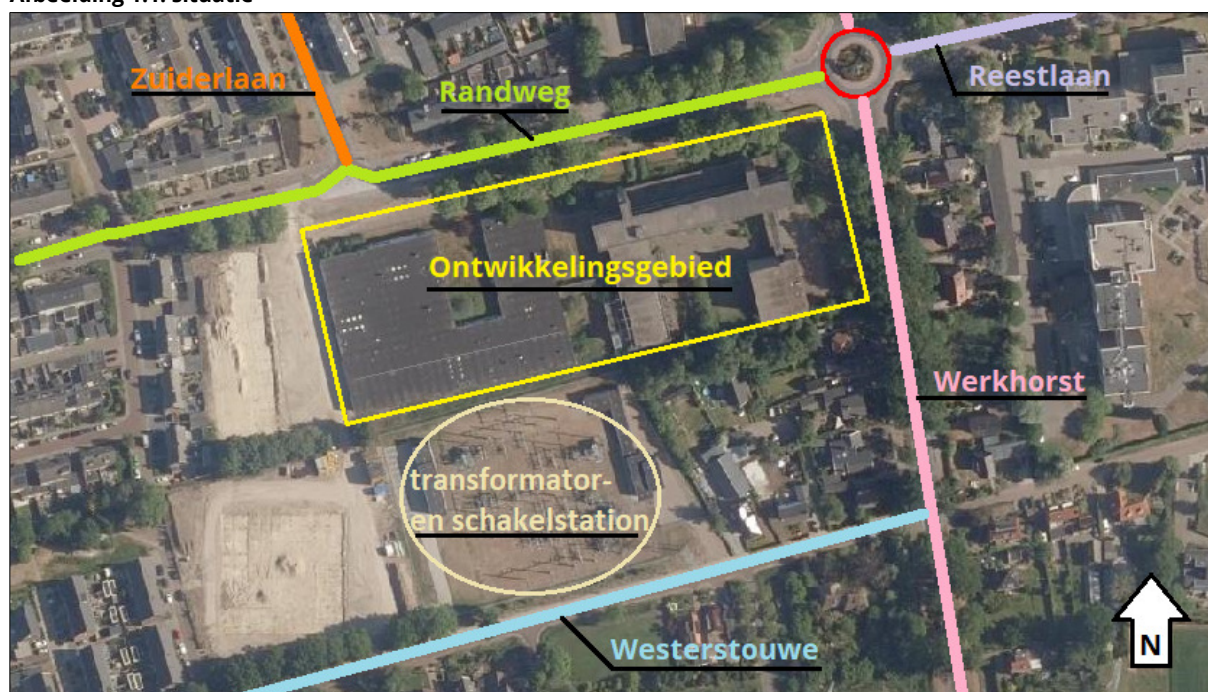 Zuiderlaan
Randweg
Reestlaan
Ontwikkelingsgebied
Werkhorst
transformator-
en schakelstation
Westerstouwe
N